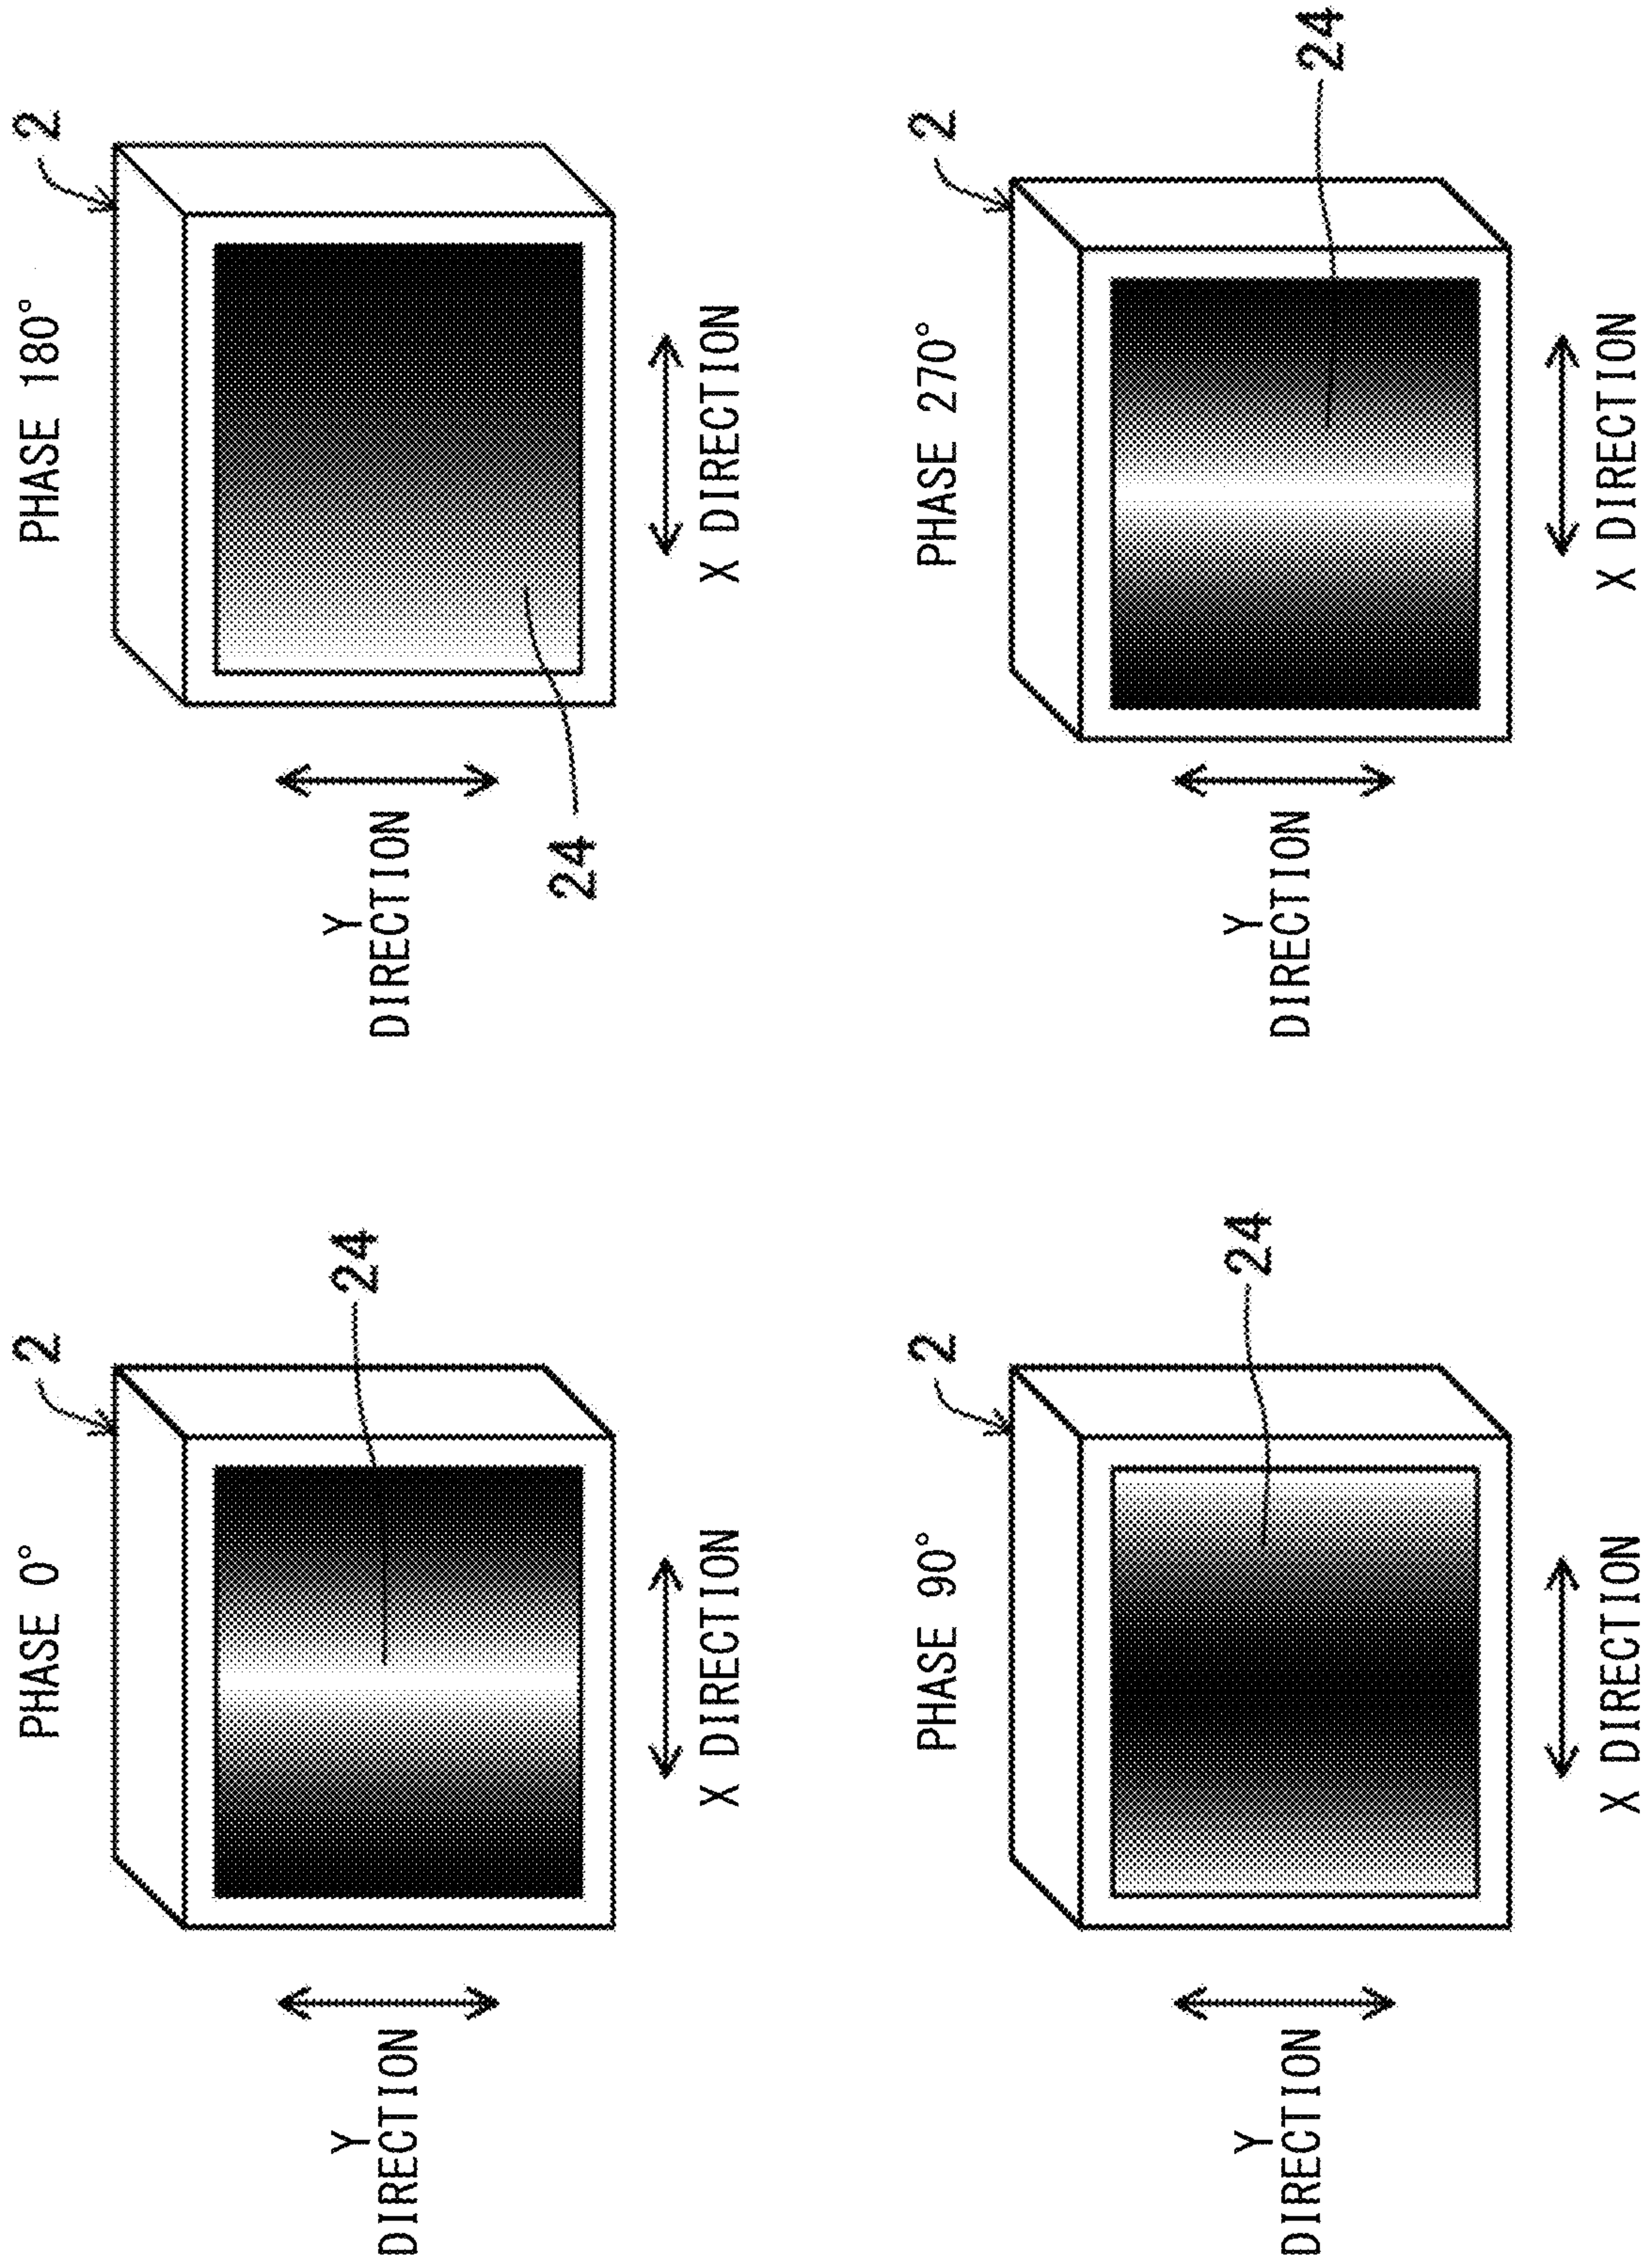 PHASE 0°
2
24
Y
DIRECTION
X DIRECTION
PHASE 180°
2
Y
DIRECTION
24
X DIRECTION
PHASE 90°
2
24
Y
DIRECTION
X DIRECTION
PHASE 270°
2
24
Y
DIRECTION
X DIRECTION